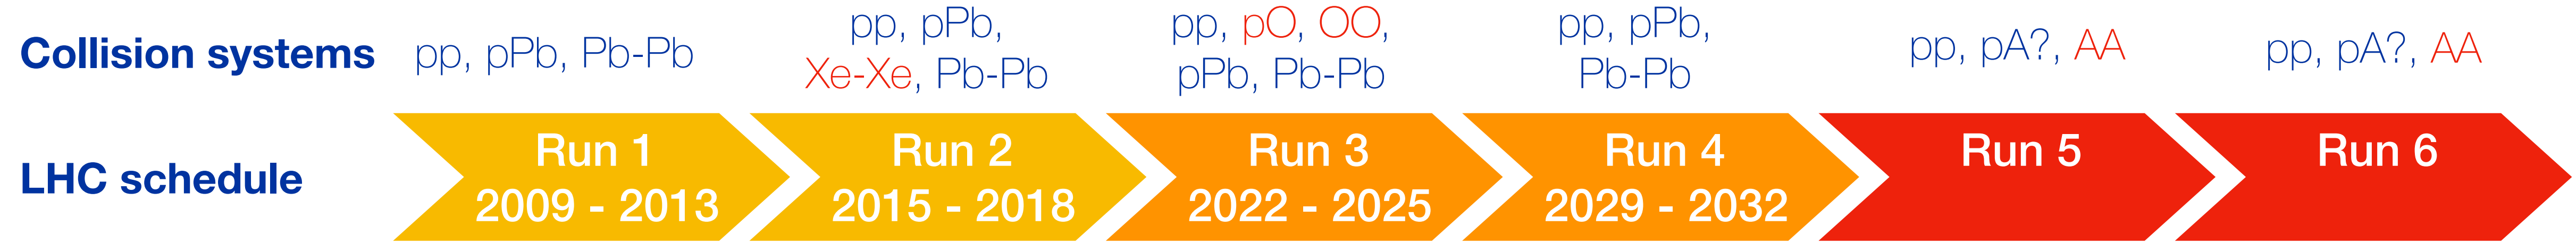 Collision systems
pp, pPb, Pb-Pb
pp, pPb,
Xe-Xe, Pb-Pb
pp, pO, OO,
pPb, Pb-Pb
pp, pPb,
Pb-Pb
pp, pA?, AA
pp, pA?, AA
LHC schedule
Run 1
2009 - 2013
Run 2
2015 - 2018
Run 3
2022 - 2025
Run 4
2029 - 2032
Run 5
Run 6